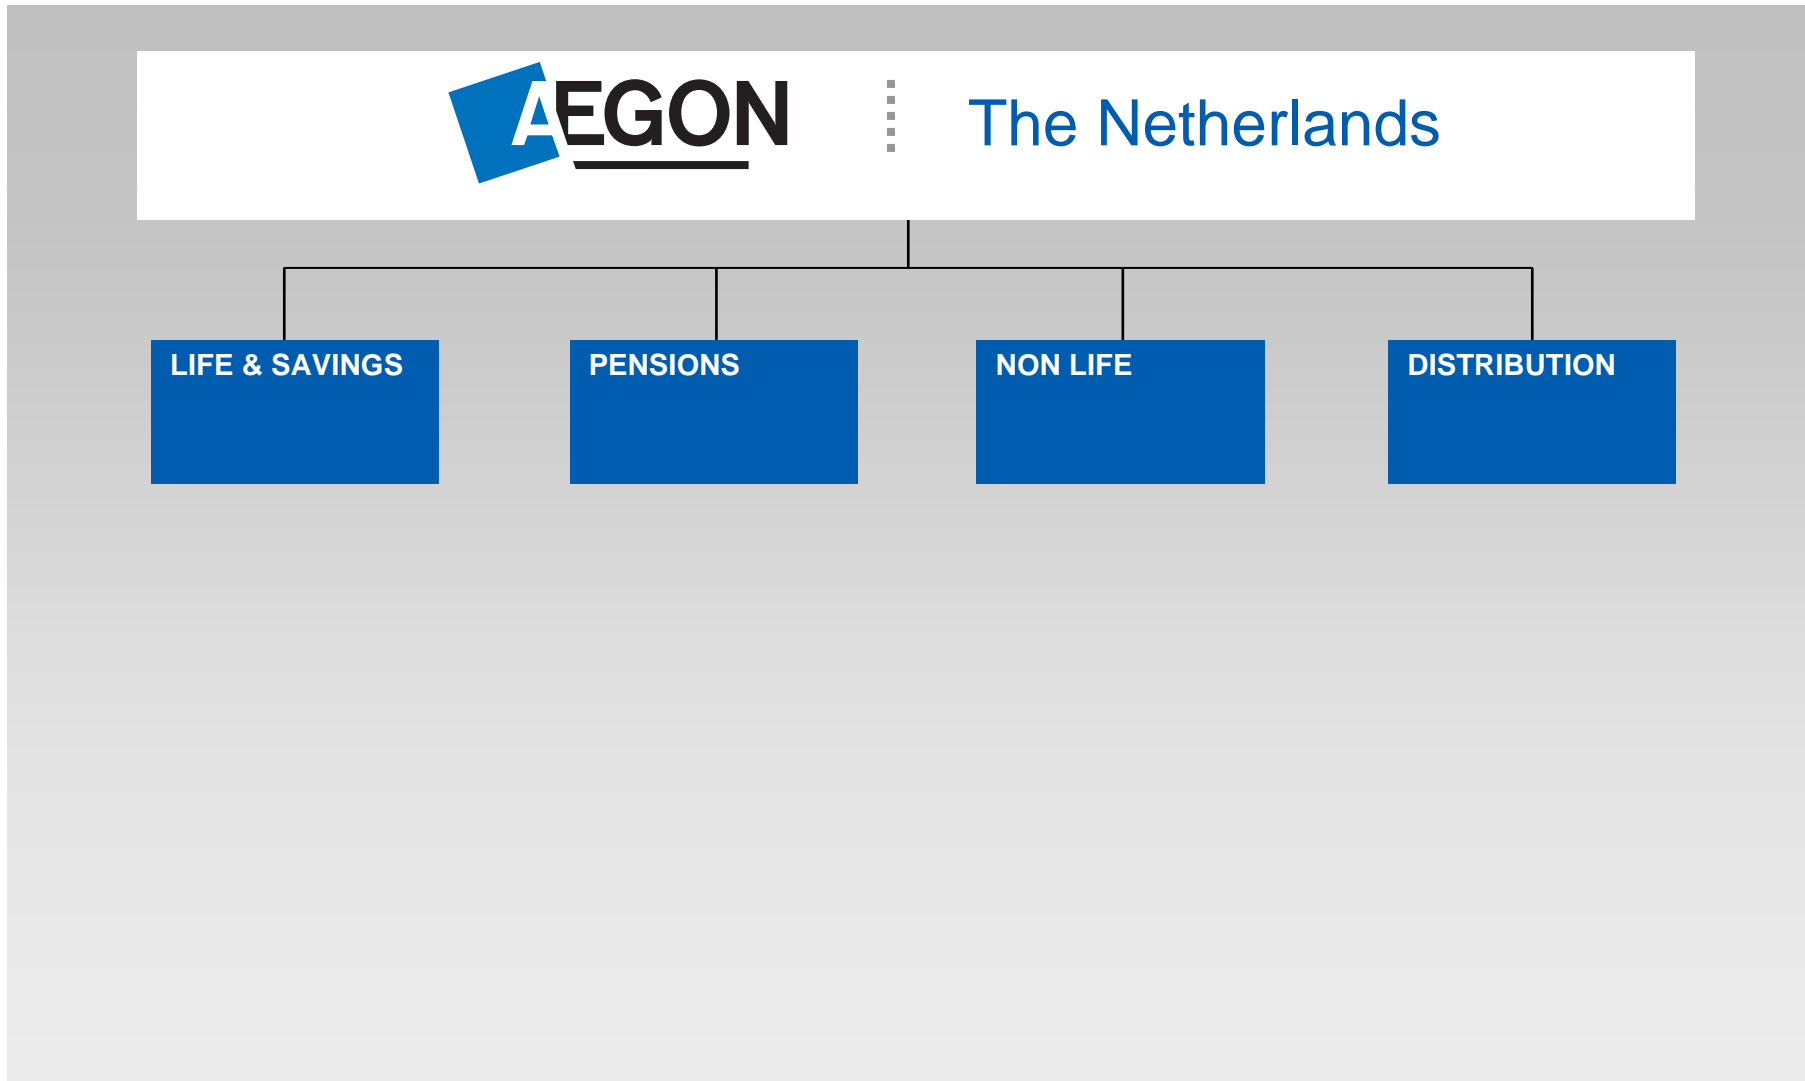 AEGON
The Netherlands
LIFE & SAVINGS
PENSIONS
NON LIFE
DISTRIBUTION